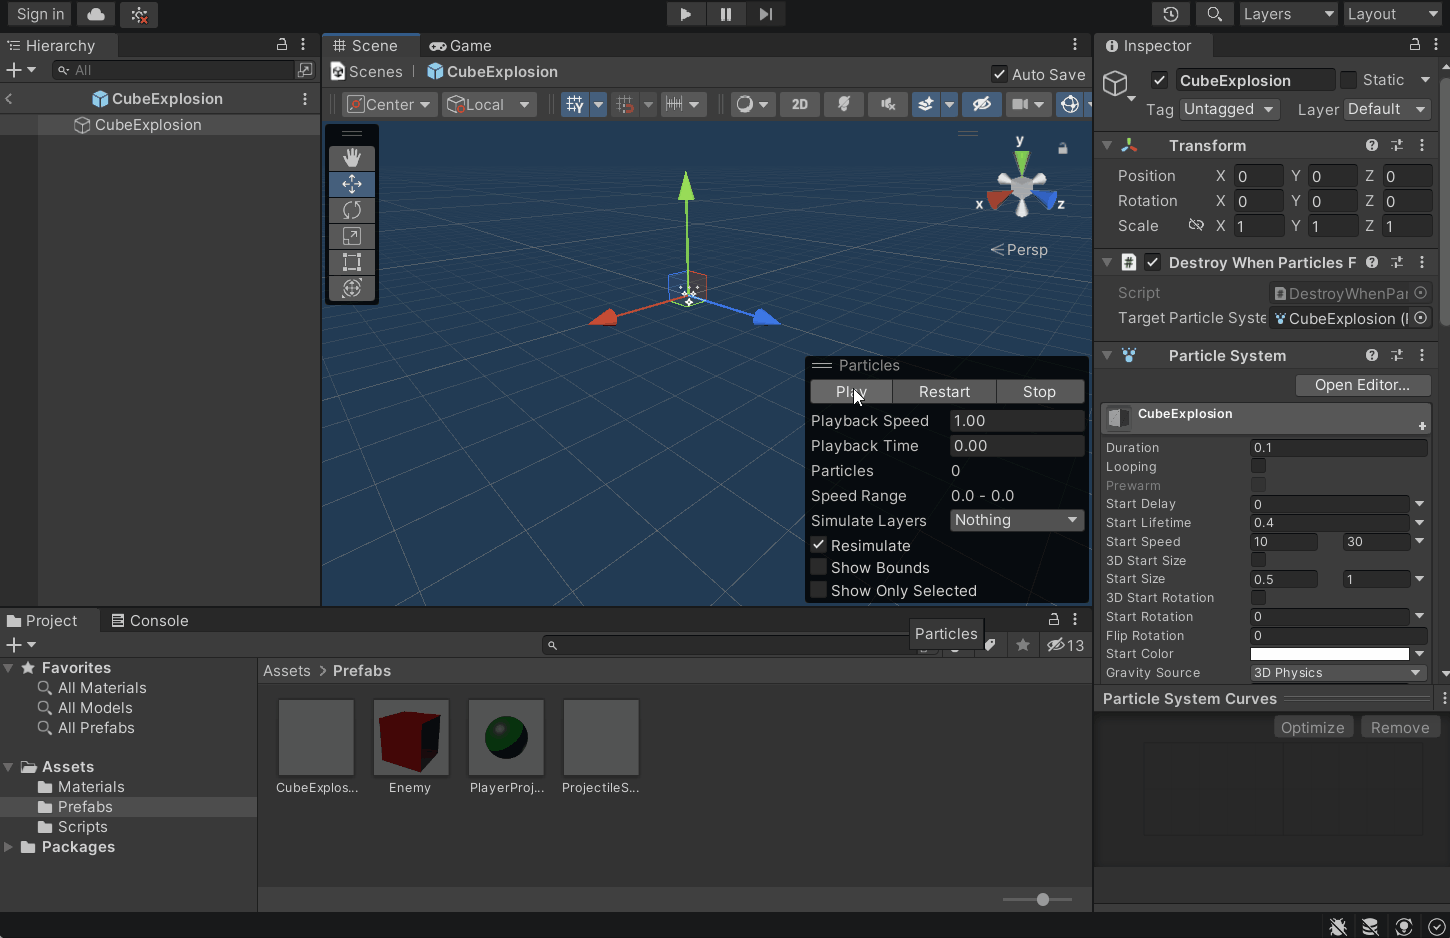 Sign in
Layers
Layout
Hierarchy
All
CubeExplosion
CubeExplosion
Scene
Game
Scenes
CubeExplosion
Auto Save
Center
Local
2D
y
x
z
Persp
Particles
Play
Restart
Stop
Playback Speed 1.00
Playback Time 0.00
Particles 0
Speed Range 0.0 - 0.0
Simulate Layers Nothing
Resimulate
Show Bounds
Show Only Selected
Inspector
CubeExplosion
Static
Tag Untagged Layer Default
Transform
Position X 0 Y 0 Z 0
Rotation X 0 Y 0 Z 0
Scale X 1 Y 1 Z 1
# Destroy When Particles F
Script # DestroyWhenPar
Target Particle Syste CubeExplosion (
Particle System
Open Editor...
CubeExplosion
Duration 0.1
Looping
Prewarm
Start Delay 0
Start Lifetime 0.4
Start Speed 10 30
3D Start Size
Start Size 0.5 1
3D Start Rotation
Start Rotation 0
Flip Rotation 0
Start Color
Gravity Source 3D Physics
Particle System Curves
Optimize
Remove
Project
Console
Particles
13
Favorites
All Materials
All Models
All Prefabs
Assets
Materials
Prefabs
Scripts
Packages
Assets > Prefabs
CubeExplos...
Enemy
PlayerProj...
ProjectileS...